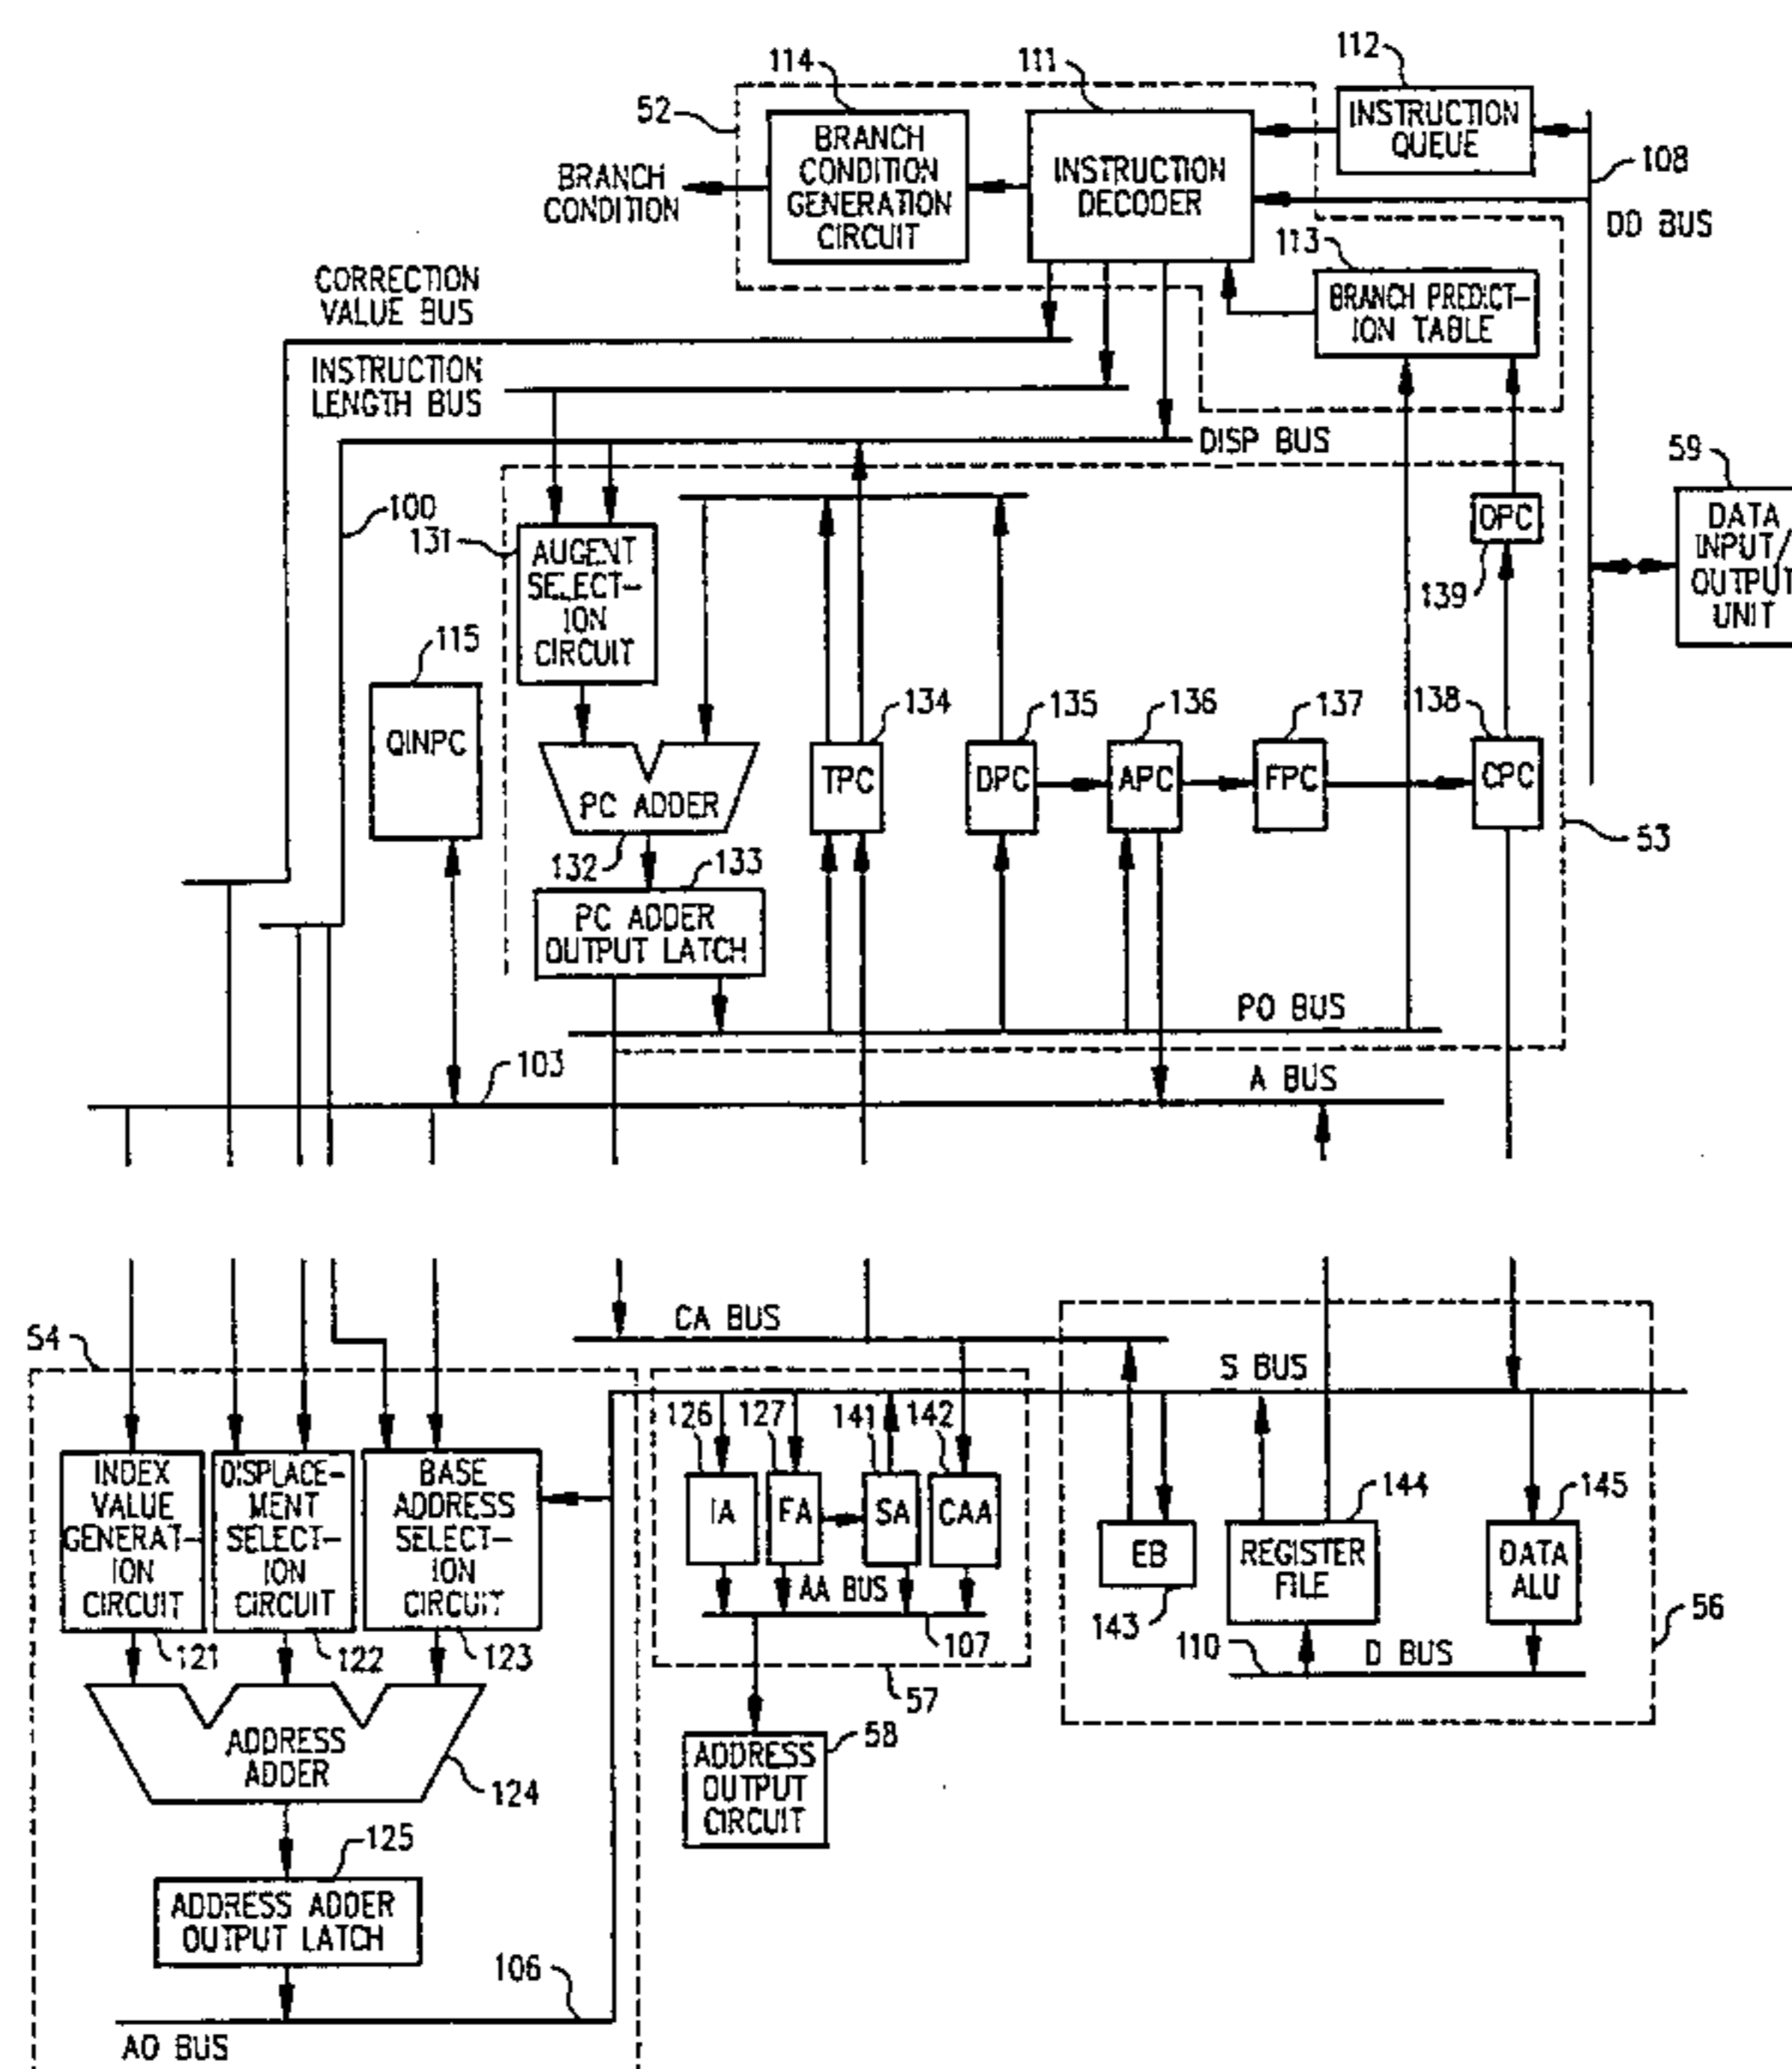 114
111
112
52
BRANCH
CONDITION
GENERATION
CIRCUIT
INSTRUCTION
DECODER
INSTRUCTION
QUEUE
108
BRANCH
CONDITION
DD BUS
113
BRANCH PREDICT-
ION TABLE
CORRECTION
VALUE BUS
INSTRUCTION
LENGTH BUS
DISP BUS
59
DATA
INPUT/
OUTPUT
UNIT
100
131
AUGENT
SELECT-
ION
CIRCUIT
OPC
139
115
QINPC
134
135
136
137
138
PC ADDER
TPC
DPC
APC
FPC
CPC
53
132
133
PC ADDER
OUTPUT LATCH
PO BUS
103
A BUS
CA BUS
54
S BUS
126
127
141
142
INDEX
VALUE
GENERAT-
ION
CIRCUIT
DISPLACE-
MENT
SELECT-
ION
CIRCUIT
BASE
ADDRESS
SELECT-
ION
CIRCUIT
IA
FA
SA
CAA
144
145
EB
REGISTER
FILE
DATA
ALU
AA BUS
143
56
121
122
123
107
110
D BUS
57
58
ADDRESS
ADDER
124
ADDRESS
OUTPUT
CIRCUIT
125
ADDRESS ADDER
OUTPUT LATCH
106
AO BUS